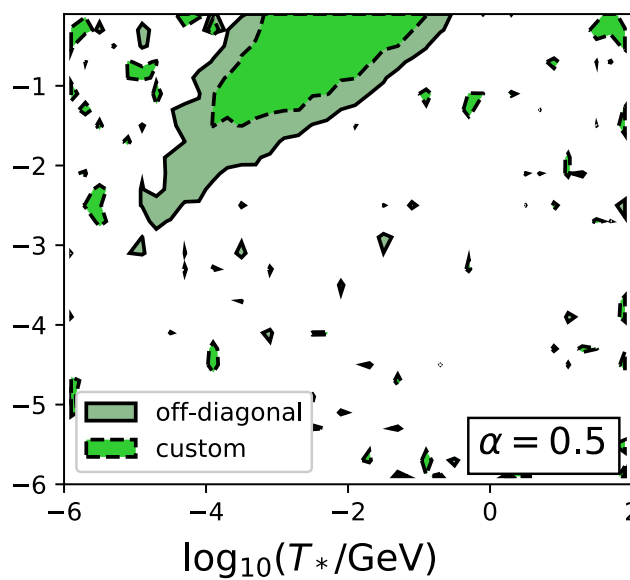 −1
−2
−3
−4
−5
−6
off-diagonal
custom
α = 0.5
−6 −4 −2 0 2
log₁₀(T∗/GeV)